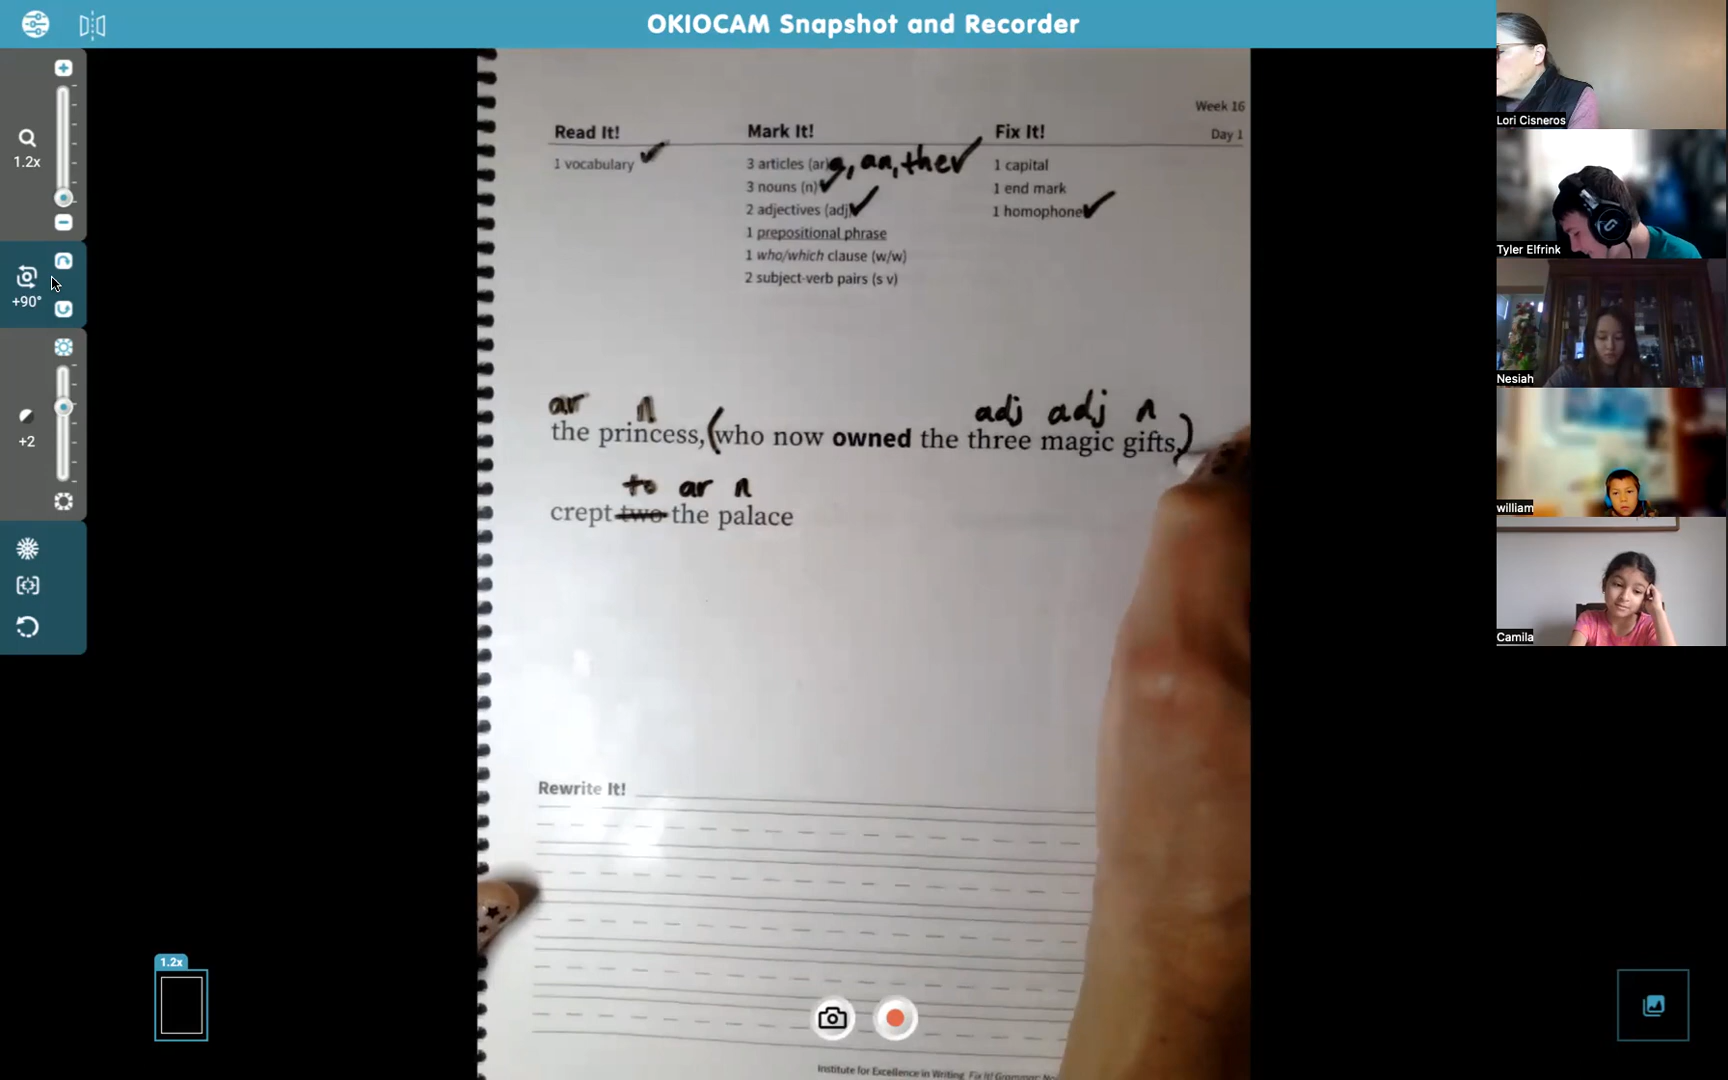 OKIOCAM Snapshot and Recorder
1.2x
+90°
+2
1.2x
Week 16
Day 1
Read It!
1 vocabulary ✓
Mark It!
3 articles (ar) a, an, the ✓
3 nouns (n) ✓
2 adjectives (adj) ✓
1 prepositional phrase
1 who/which clause (w/w)
2 subject-verb pairs (s v)
Fix It!
1 capital
1 end mark
1 homophone ✓
ar n adj adj n
the princess, (who now owned the three magic gifts,)
to ar n
crept two the palace
Rewrite It!
Institute for Excellence in Writing Fix It! Grammar:
Lori Cisneros
Tyler Elfrink
Nesiah
william
Camila